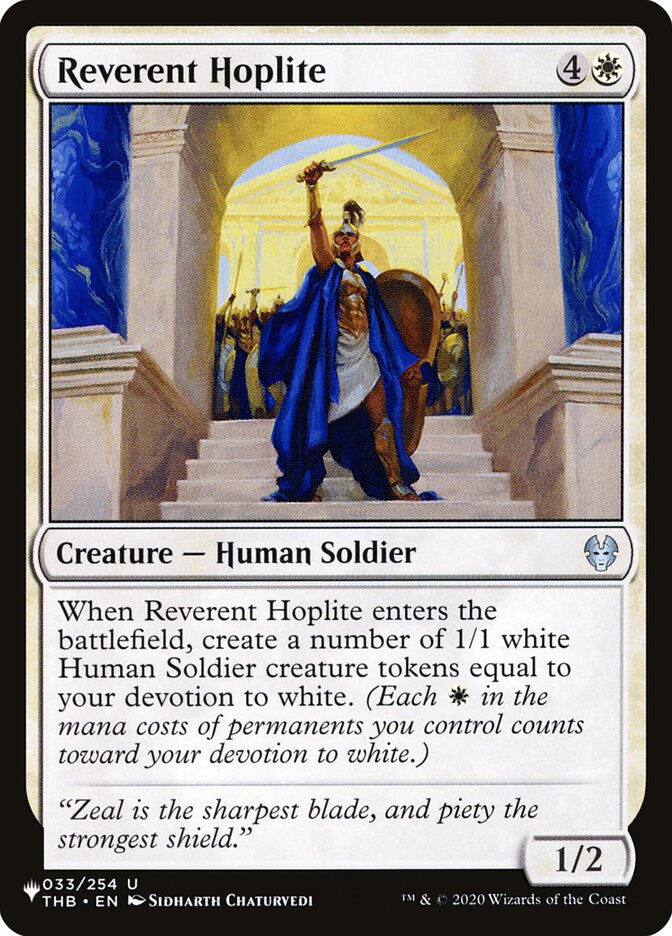 Reverent Hoplite 4
Creature — Human Soldier
When Reverent Hoplite enters the
battlefield, create a number of 1/1 white
Human Soldier creature tokens equal to
your devotion to white. (Each in the
mana costs of permanents you control counts
toward your devotion to white.)
“Zeal is the sharpest blade, and piety the
strongest shield.”
1/2
033/254 U
THB • EN Sidharth Chaturvedi
™ & © 2020 Wizards of the Coast